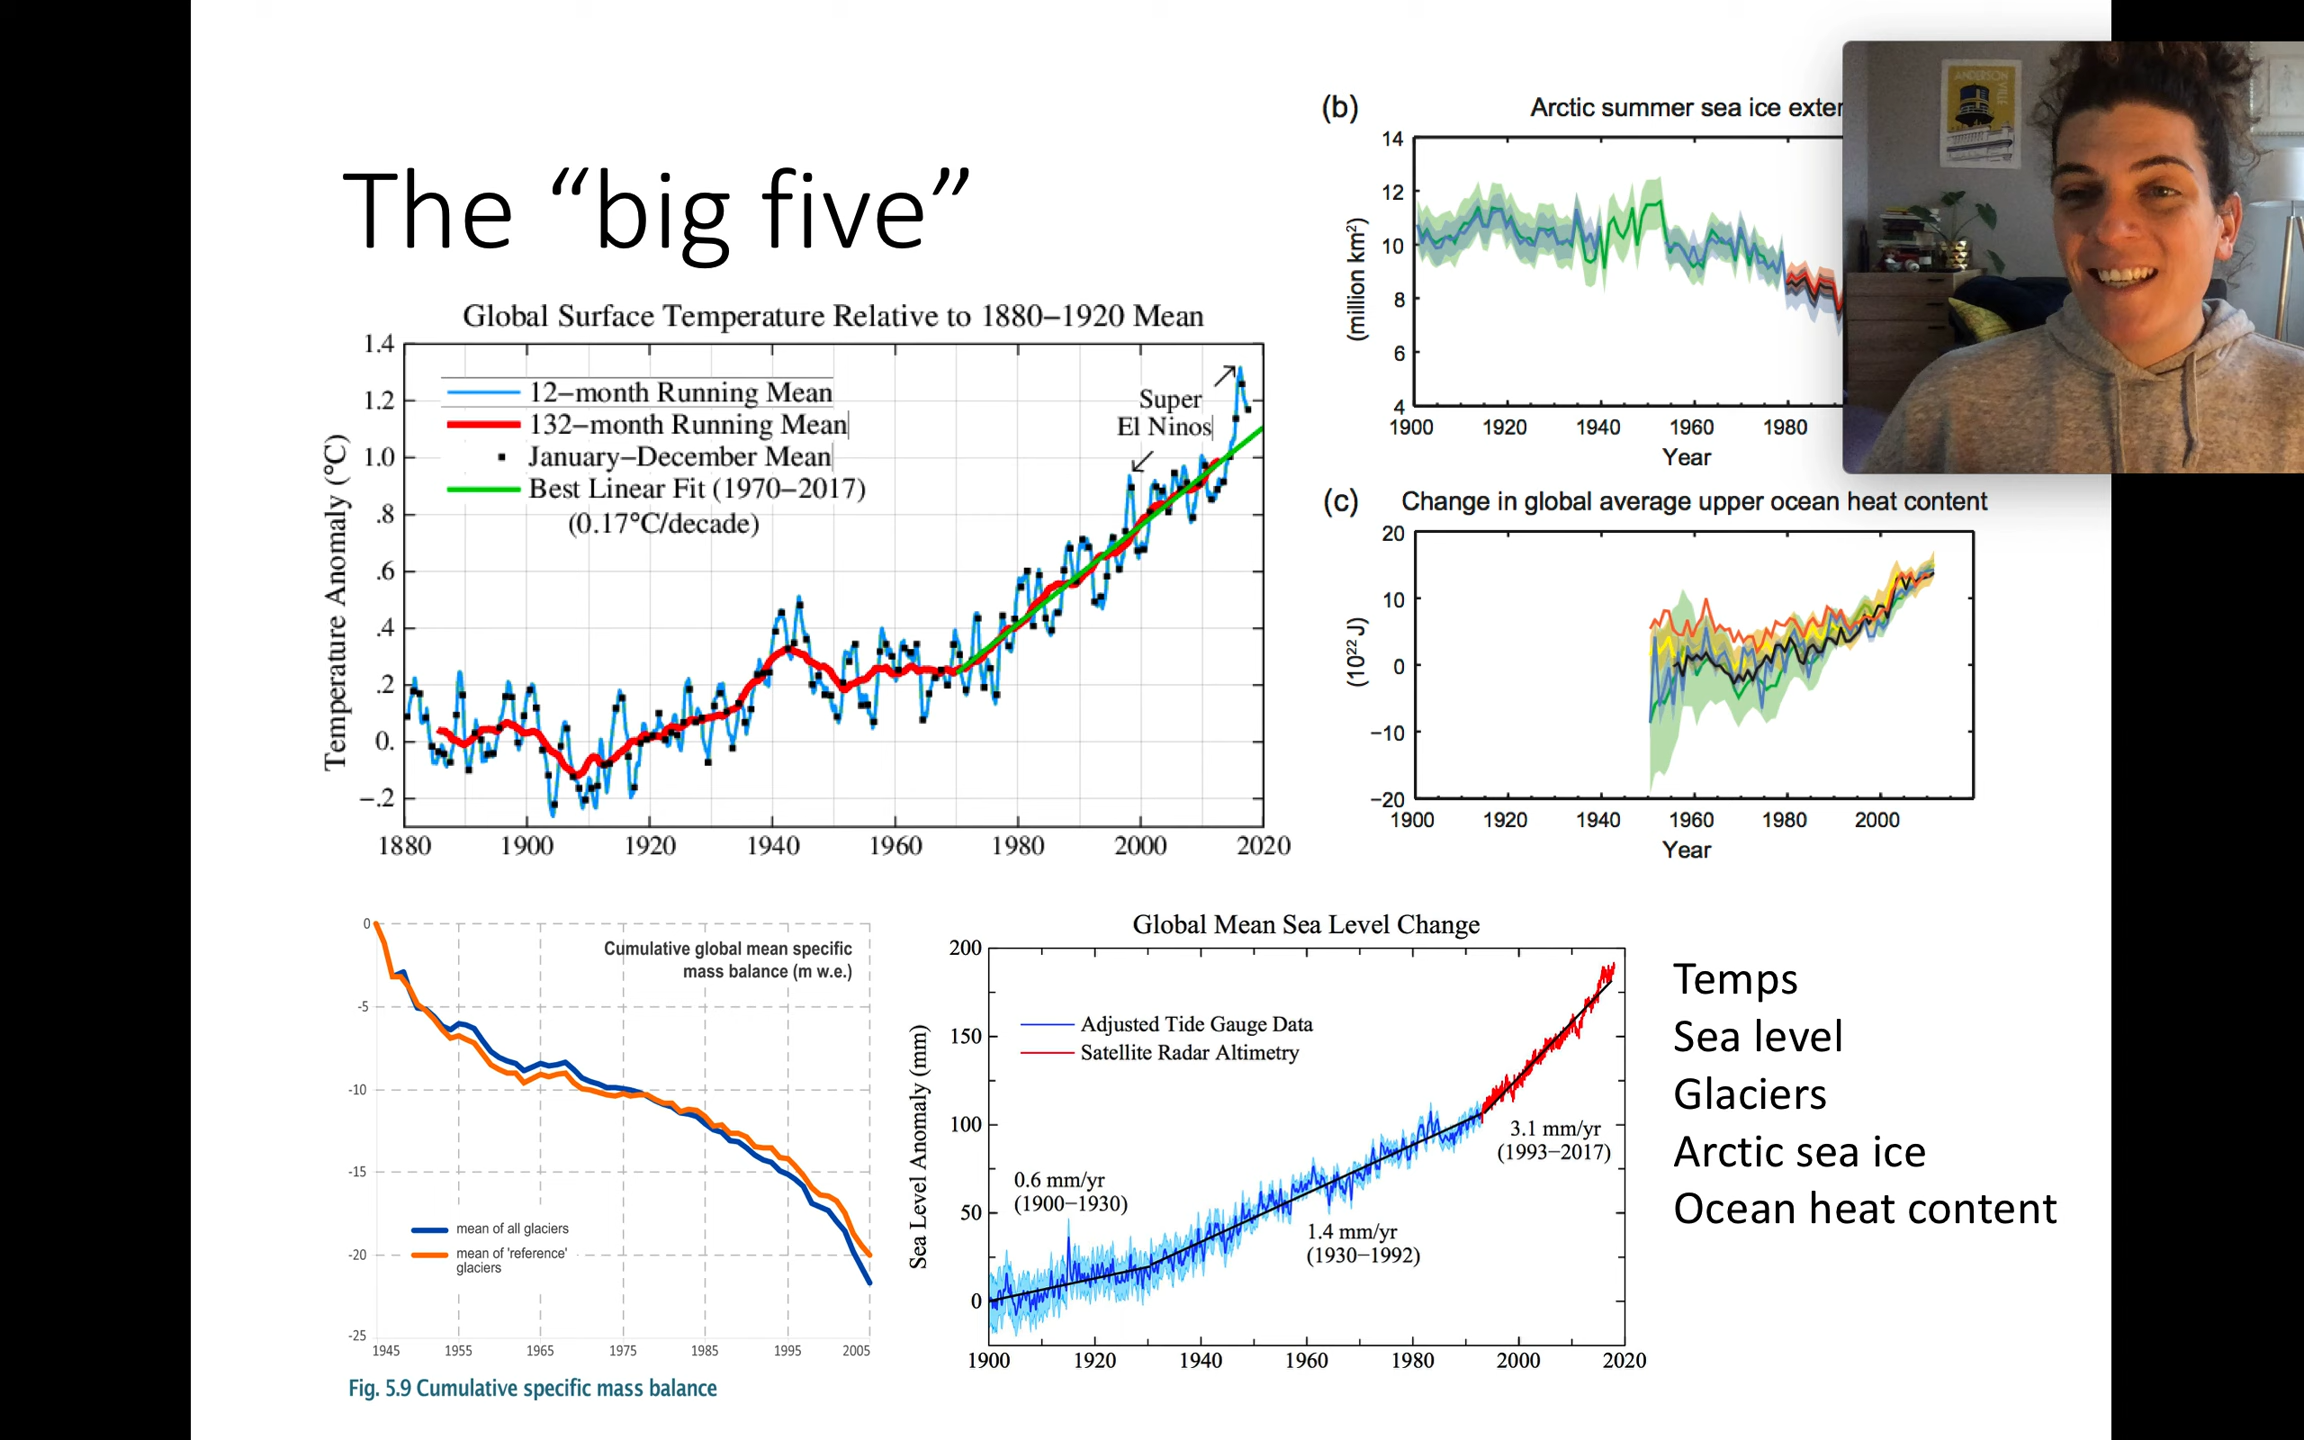 The “big five”
Global Surface Temperature Relative to 1880–1920 Mean
1.4
1.2
1.0
.8
.6
.4
.2
0.
−.2
Temperature Anomaly (°C)
12–month Running Mean
132–month Running Mean
January–December Mean
Best Linear Fit (1970–2017)
(0.17°C/decade)
Super
El Ninos
1880 1900 1920 1940 1960 1980 2000 2020
(b) Arctic summer sea ice exten
14
12
10
8
6
4
(million km²)
1900 1920 1940 1960 1980
Year
ANDERSON
VILLE
(c) Change in global average upper ocean heat content
20
10
0
−10
−20
(10²² J)
1900 1920 1940 1960 1980 2000
Year
0
-5
-10
-15
-20
-25
Cumulative global mean specific
mass balance (m w.e.)
mean of all glaciers
mean of 'reference'
glaciers
1945 1955 1965 1975 1985 1995 2005
Fig. 5.9 Cumulative specific mass balance
Global Mean Sea Level Change
200
150
100
50
0
Sea Level Anomaly (mm)
Adjusted Tide Gauge Data
Satellite Radar Altimetry
0.6 mm/yr
(1900−1930)
1.4 mm/yr
(1930−1992)
3.1 mm/yr
(1993−2017)
1900 1920 1940 1960 1980 2000 2020
Temps
Sea level
Glaciers
Arctic sea ice
Ocean heat content